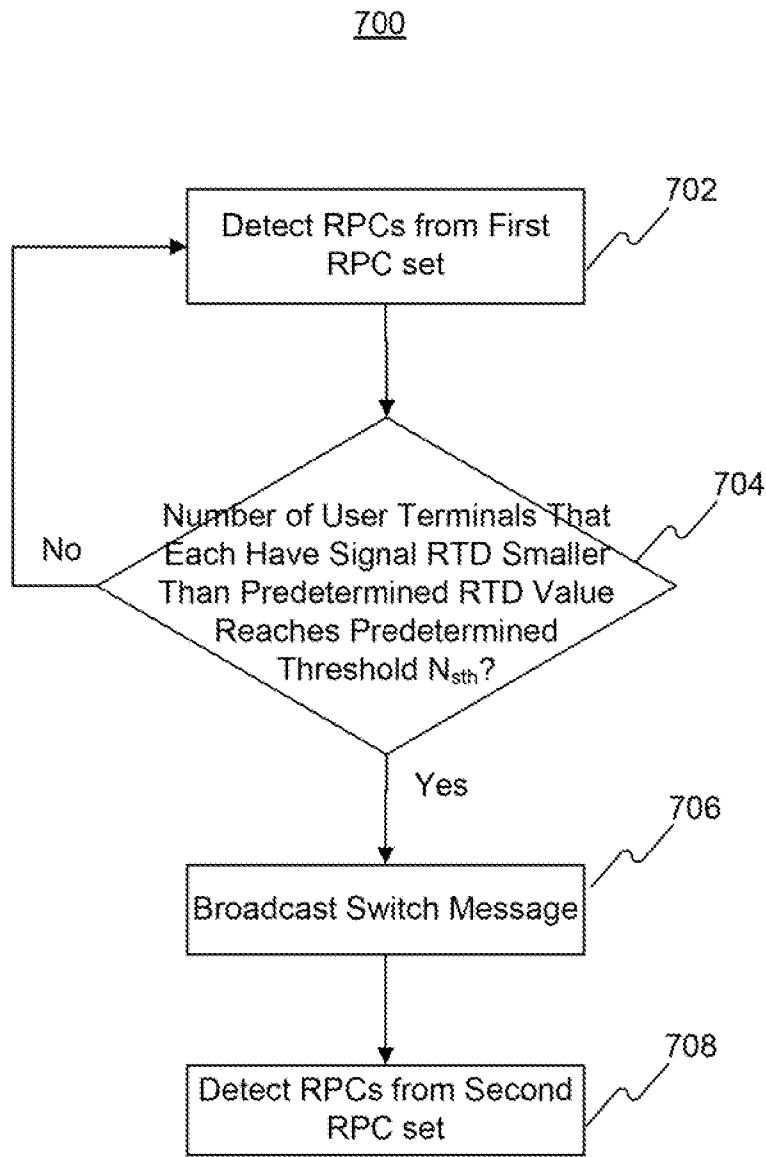 700
702
Detect RPCs from First
RPC set
704
Number of User Terminals That
Each Have Signal RTD Smaller
Than Predetermined RTD Value
Reaches Predetermined
Threshold Nsth?
No
Yes
706
Broadcast Switch Message
708
Detect RPCs from Second
RPC set